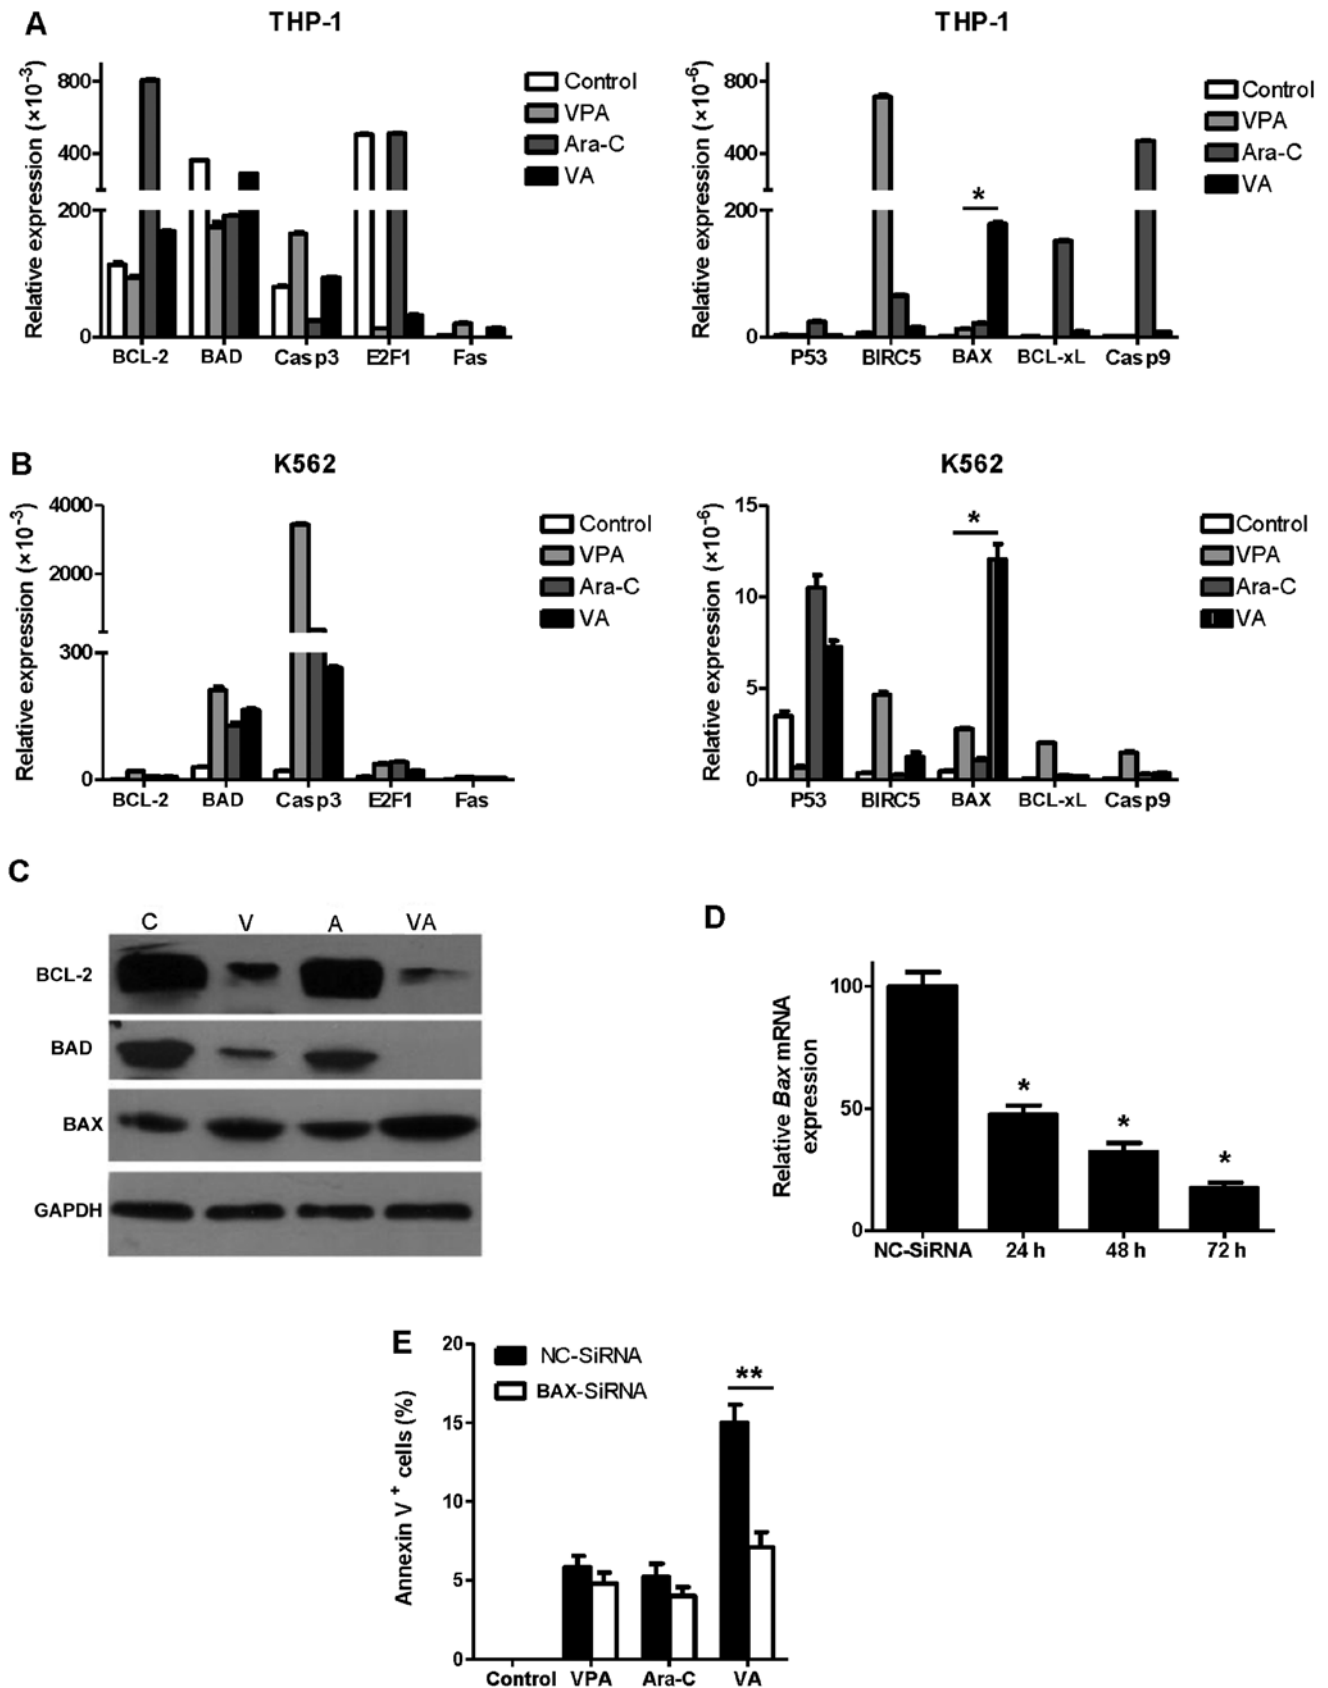 A
THP-1
Relative expression (×10⁻³)
800
400
200
0
BCL-2 BAD Casp3 E2F1 Fas
Control
VPA
Ara-C
VA
THP-1
Relative expression (×10⁻⁶)
800
400
200
0
*
P53 BIRC5 BAX BCL-xL Casp9
Control
VPA
Ara-C
VA
B
K562
Relative expression (×10⁻³)
4000
2000
300
0
BCL-2 BAD Casp3 E2F1 Fas
Control
VPA
Ara-C
VA
K562
Relative expression (×10⁻⁶)
15
10
5
0
*
P53 BIRC5 BAX BCL-xL Casp9
Control
VPA
Ara-C
VA
C
C V A VA
BCL-2
BAD
BAX
GAPDH
D
Relative Bax mRNA
expression
100
50
0
*
*
*
NC-SiRNA 24 h 48 h 72 h
E
Annexin V⁺ cells (%)
20
15
10
5
0
NC-SiRNA
BAX-SiRNA
**
Control VPA Ara-C VA